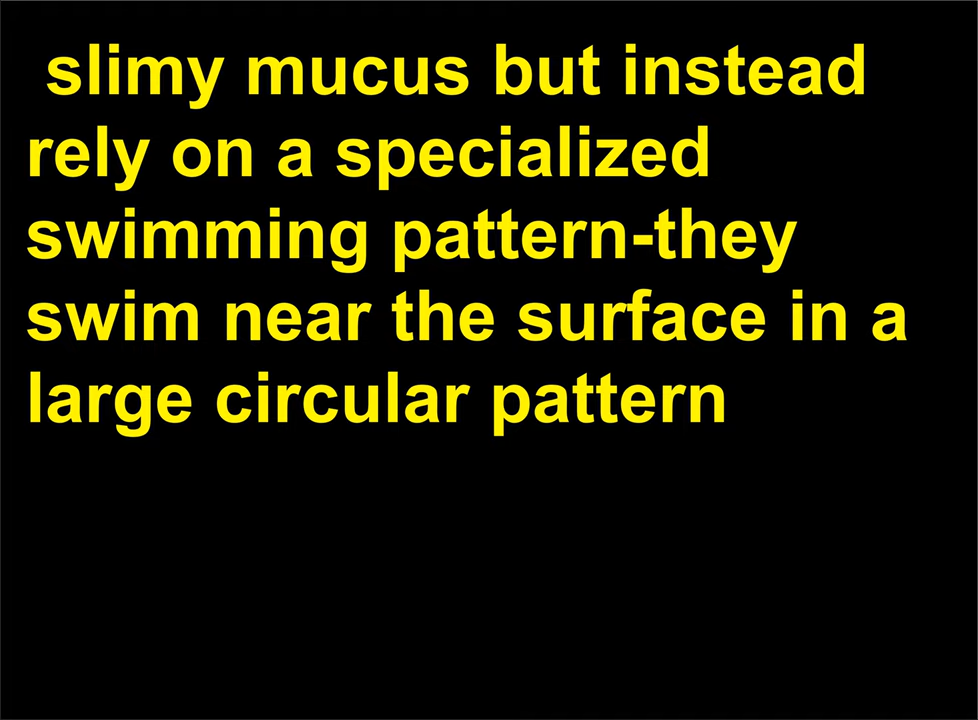 slimy mucus but instead
rely on a specialized
swimming pattern-they
swim near the surface in a
large circular pattern